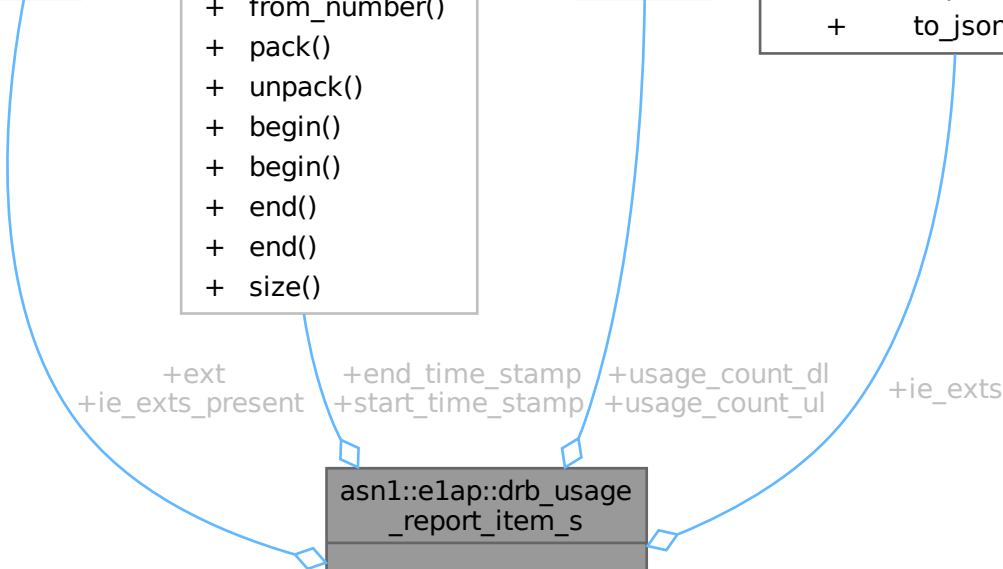 + from_number()
+ pack()
+ unpack()
+ begin()
+ begin()
+ end()
+ end()
+ size()
+ to_json
+ext
+ie_exts_present
+end_time_stamp
+start_time_stamp
+usage_count_dl
+usage_count_ul
+ie_exts
asn1::e1ap::drb_usage
_report_item_s